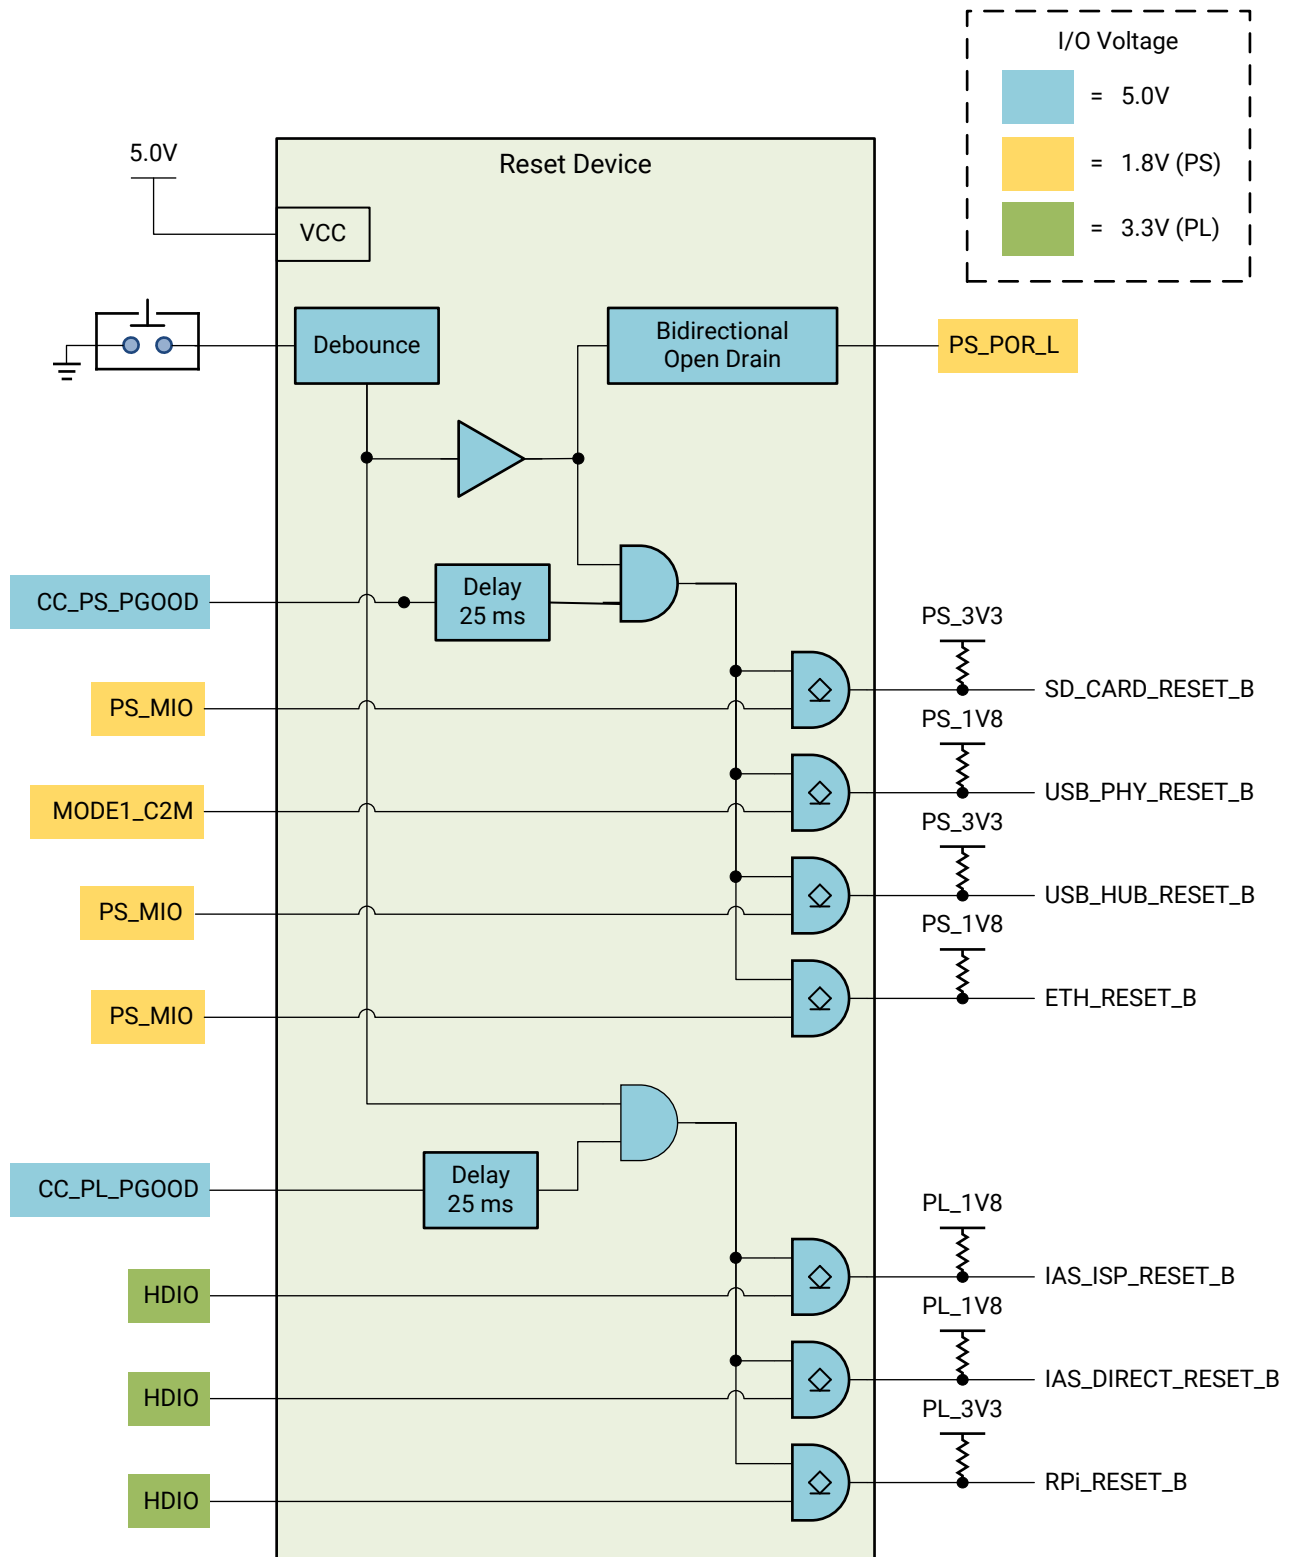 I/O Voltage
= 5.0V
= 1.8V (PS)
= 3.3V (PL)
5.0V
Reset Device
VCC
Debounce
Bidirectional
Open Drain
PS_POR_L
CC_PS_PGOOD
Delay
25 ms
PS_3V3
SD_CARD_RESET_B
PS_MIO
PS_1V8
USB_PHY_RESET_B
MODE1_C2M
PS_3V3
USB_HUB_RESET_B
PS_MIO
PS_1V8
ETH_RESET_B
PS_MIO
CC_PL_PGOOD
Delay
25 ms
PL_1V8
IAS_ISP_RESET_B
HDIO
PL_1V8
IAS_DIRECT_RESET_B
HDIO
PL_3V3
RPi_RESET_B
HDIO